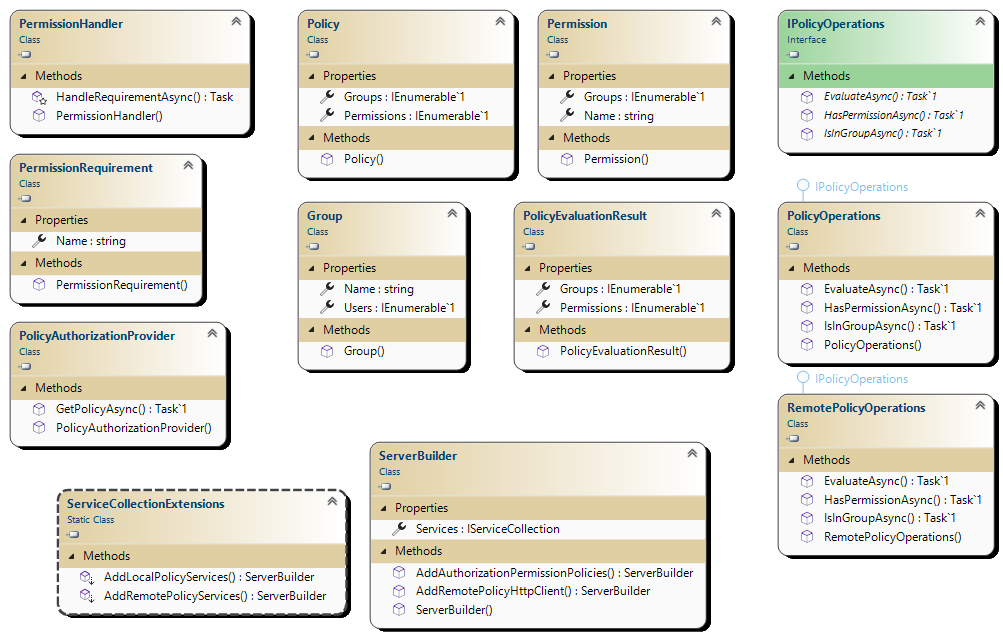 PermissionHandler
Class
Methods
HandleRequirementAsync() : Task
PermissionHandler()
PermissionRequirement
Class
Properties
Name : string
Methods
PermissionRequirement()
PolicyAuthorizationProvider
Class
Methods
GetPolicyAsync() : Task`1
PolicyAuthorizationProvider()
Policy
Class
Properties
Groups : IEnumerable`1
Permissions : IEnumerable`1
Methods
Policy()
Permission
Class
Properties
Groups : IEnumerable`1
Name : string
Methods
Permission()
Group
Class
Properties
Name : string
Users : IEnumerable`1
Methods
Group()
PolicyEvaluationResult
Class
Properties
Groups : IEnumerable`1
Permissions : IEnumerable`1
Methods
PolicyEvaluationResult()
IPolicyOperations
Interface
Methods
EvaluateAsync() : Task`1
HasPermissionAsync() : Task`1
IsInGroupAsync() : Task`1
IPolicyOperations
PolicyOperations
Class
Methods
EvaluateAsync() : Task`1
HasPermissionAsync() : Task`1
IsInGroupAsync() : Task`1
PolicyOperations()
IPolicyOperations
RemotePolicyOperations
Class
Methods
EvaluateAsync() : Task`1
HasPermissionAsync() : Task`1
IsInGroupAsync() : Task`1
RemotePolicyOperations()
ServiceCollectionExtensions
Static Class
Methods
AddLocalPolicyServices() : ServerBuilder
AddRemotePolicyServices() : ServerBuilder
ServerBuilder
Class
Properties
Services : IServiceCollection
Methods
AddAuthorizationPermissionPolicies() : ServerBuilder
AddRemotePolicyHttpClient() : ServerBuilder
ServerBuilder()